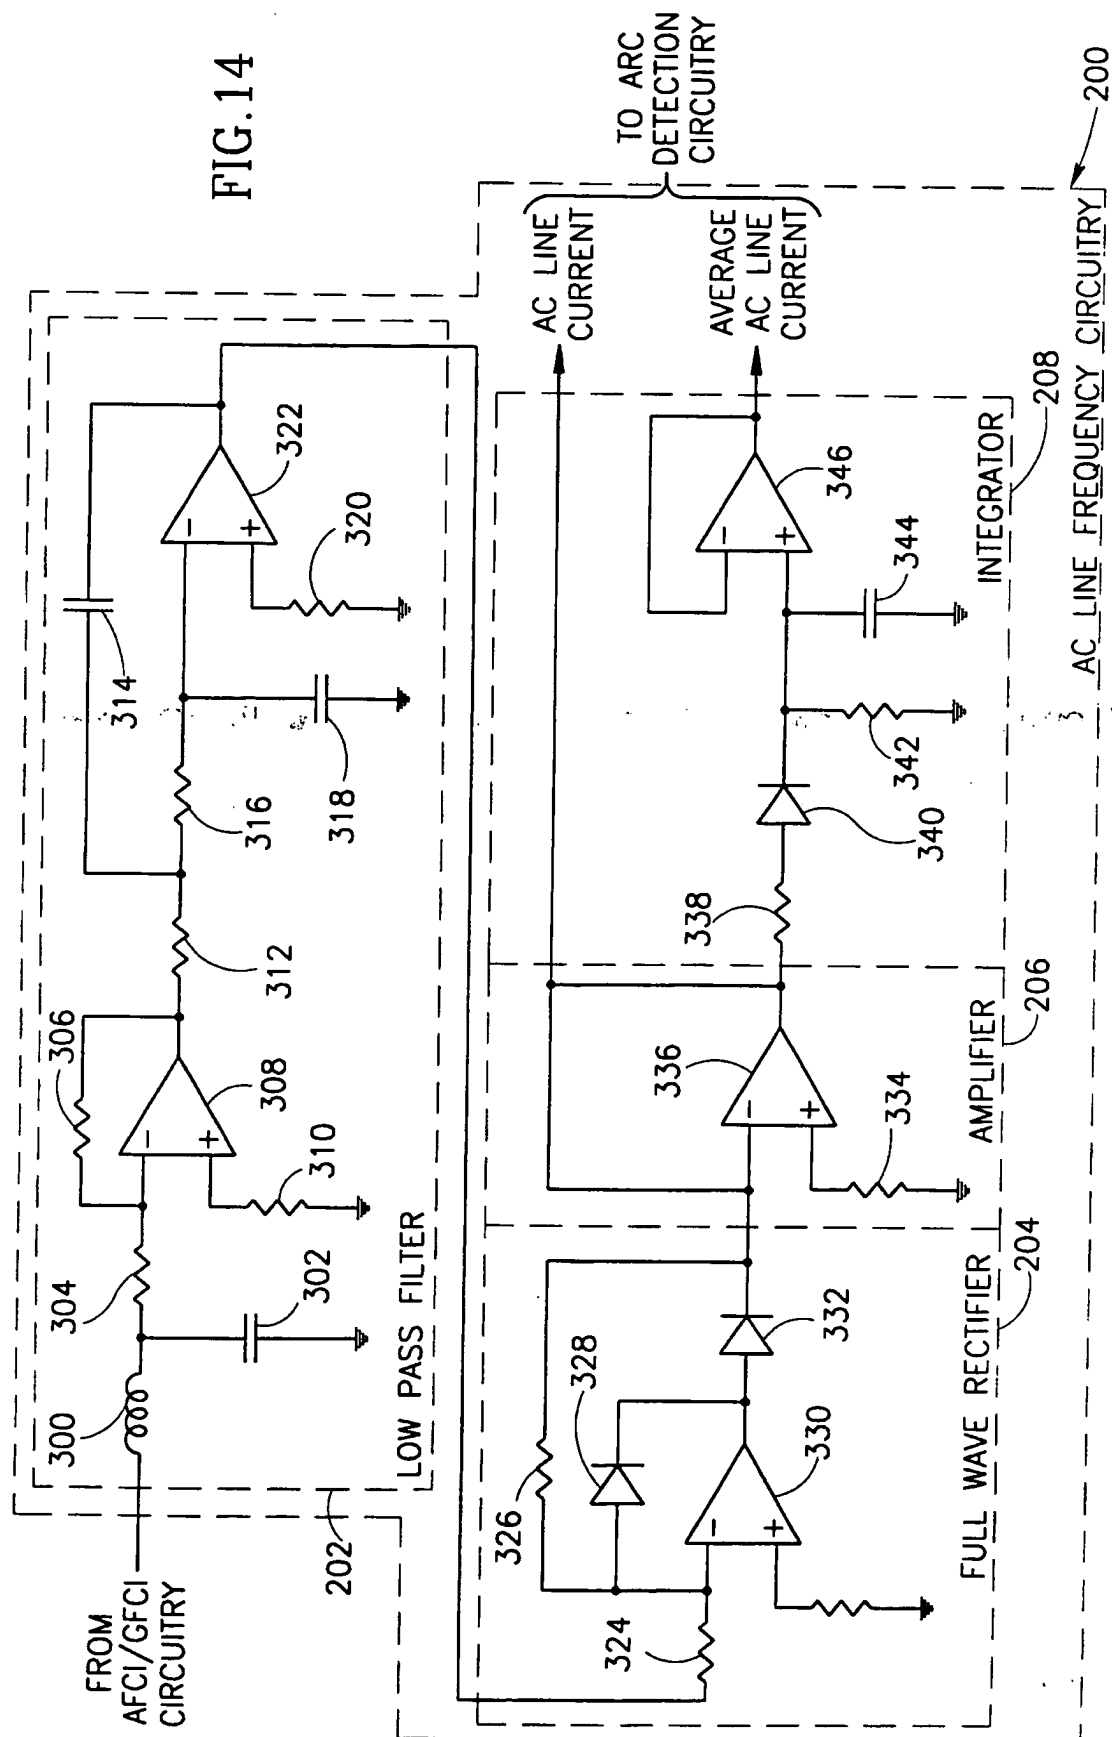 FIG.14
FROM
AFCI/GFCI
CIRCUITRY
202
300
302
304
306
308
310
312
314
316
318
320
322
LOW PASS FILTER
324
326
328
330
332
FULL WAVE RECTIFIER
204
334
336
AMPLIFIER
206
338
340
342
344
346
INTEGRATOR
208
AC LINE
CURRENT
AVERAGE
AC LINE
CURRENT
TO ARC
DETECTION
CIRCUITRY
AC LINE FREQUENCY CIRCUITRY
200
- +
- +
- +
- +
- +